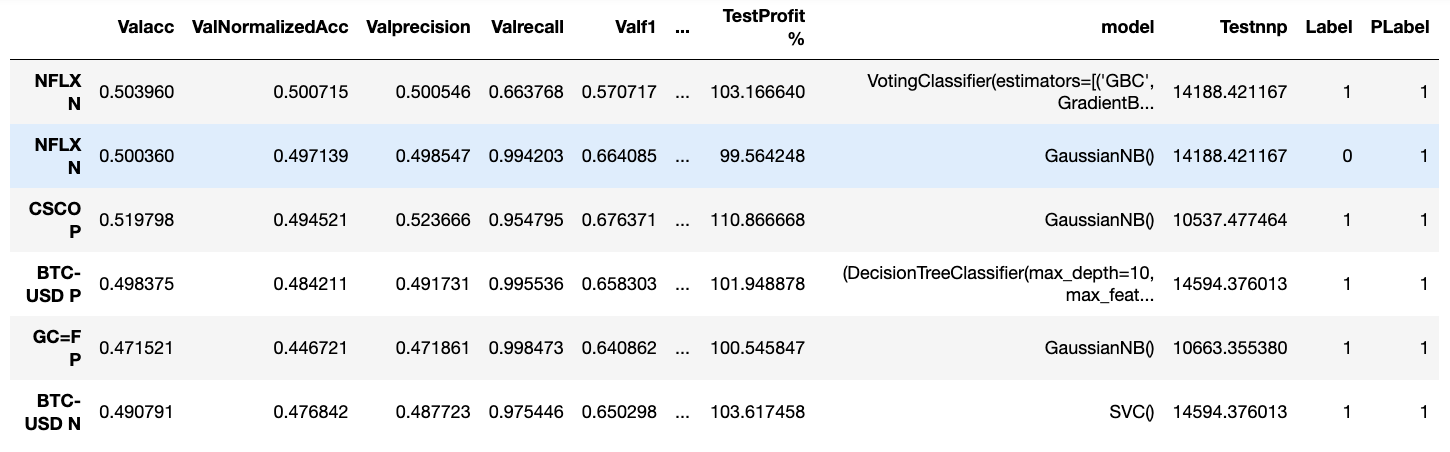 Valacc ValNormalizedAcc Valprecision Valrecall Valf1 ... TestProfit % model Testnnp Label PLabel
NFLX N 0.503960 0.500715 0.500546 0.663768 0.570717 ... 103.166640 VotingClassifier(estimators=[('GBC', GradientB... 14188.421167 1 1
NFLX N 0.500360 0.497139 0.498547 0.994203 0.664085 ... 99.564248 GaussianNB() 14188.421167 0 1
CSCO P 0.519798 0.494521 0.523666 0.954795 0.676371 ... 110.866668 GaussianNB() 10537.477464 1 1
BTC-USD P 0.498375 0.484211 0.491731 0.995536 0.658303 ... 101.948878 (DecisionTreeClassifier(max_depth=10, max_feat... 14594.376013 1 1
GC=F P 0.471521 0.446721 0.471861 0.998473 0.640862 ... 100.545847 GaussianNB() 10663.355380 1 1
BTC-USD N 0.490791 0.476842 0.487723 0.975446 0.650298 ... 103.617458 SVC() 14594.376013 1 1